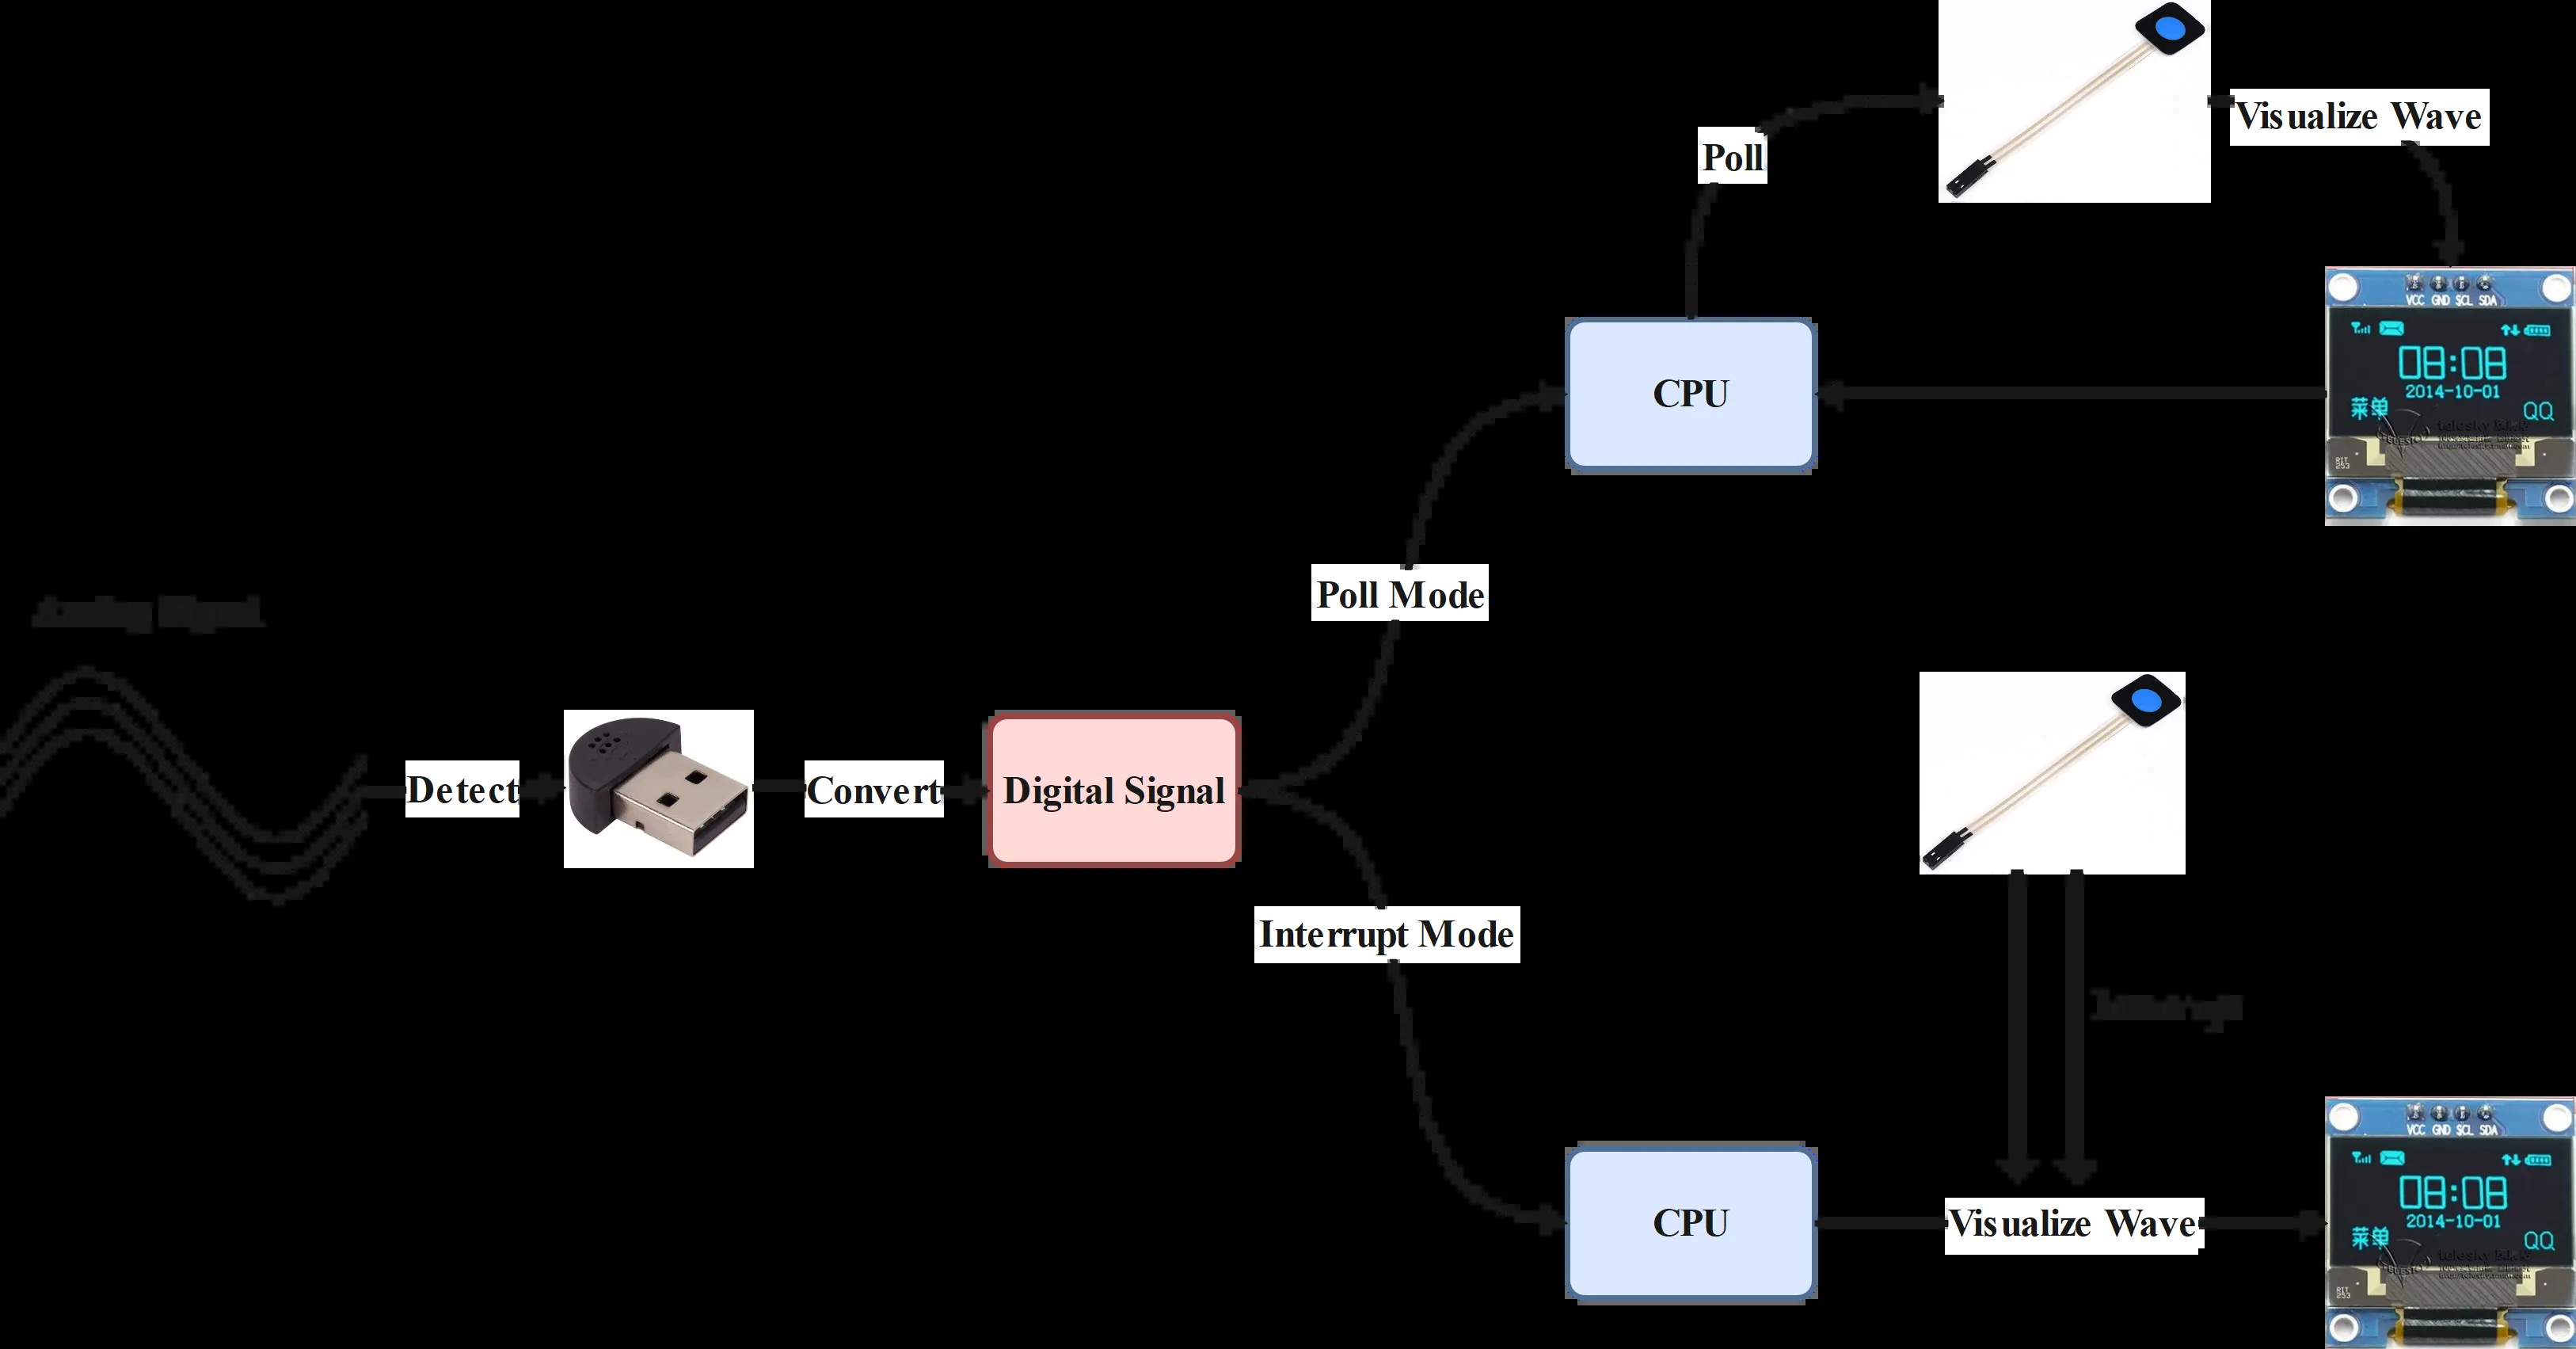 Poll
Visualize Wave
VCC GND SCL SDA
08:08
2014-10-01
菜单
QQ
CPU
Poll Mode
Analog Signal
Detect
Convert
Digital Signal
Interrupt Mode
Interrupt
VCC GND SCL SDA
08:08
2014-10-01
菜单
QQ
CPU
Visualize Wave